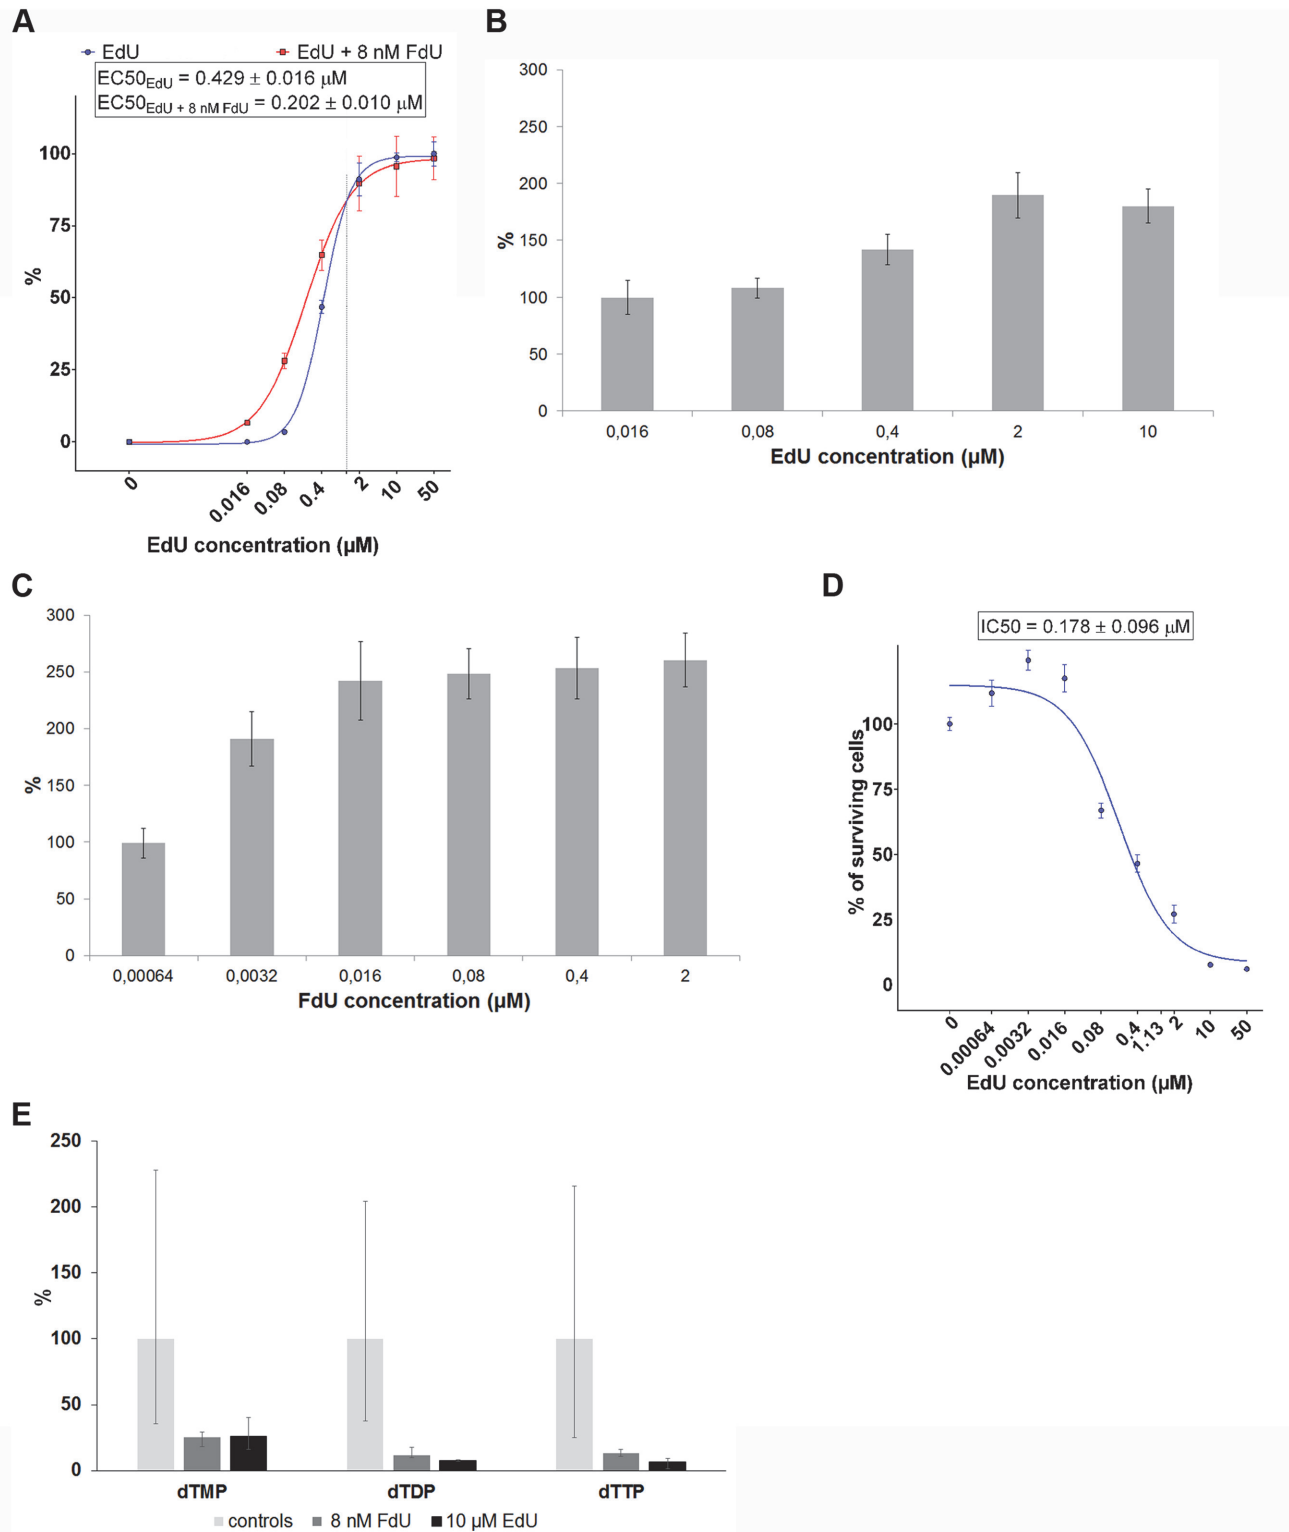 A
EdU
EdU + 8 nM FdU
EC50EdU = 0.429 ± 0.016 µM
EC50EdU + 8 nM FdU = 0.202 ± 0.010 µM
100
75
50
25
0
%
0
0.016
0.08
0.4
2
10
50
EdU concentration (µM)
B
300
250
200
150
100
50
0
%
0,016
0,08
0,4
2
10
EdU concentration (µM)
C
300
250
200
150
100
50
0
%
0,00064
0,0032
0,016
0,08
0,4
2
FdU concentration (µM)
D
IC50 = 0.178 ± 0.096 µM
100
75
50
25
0
% of surviving cells
0
0.00064
0.0032
0.016
0.08
0.4
1.13
2
10
50
EdU concentration (µM)
E
250
200
150
100
50
0
%
dTMP
dTDP
dTTP
controls
8 nM FdU
10 µM EdU